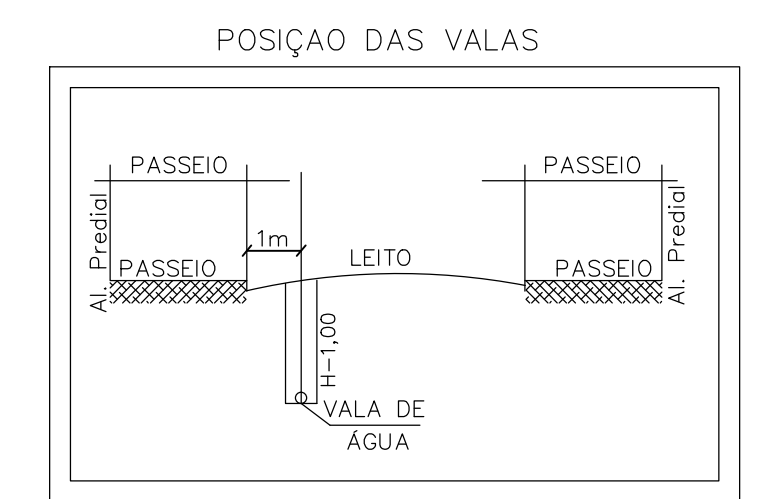 POSIÇAO DAS VALAS
PASSEIO
PASSEIO
Al. Predial
1m
LEITO
Al. Predial
PASSEIO
PASSEIO
H-1,00
VALA DE
ÁGUA